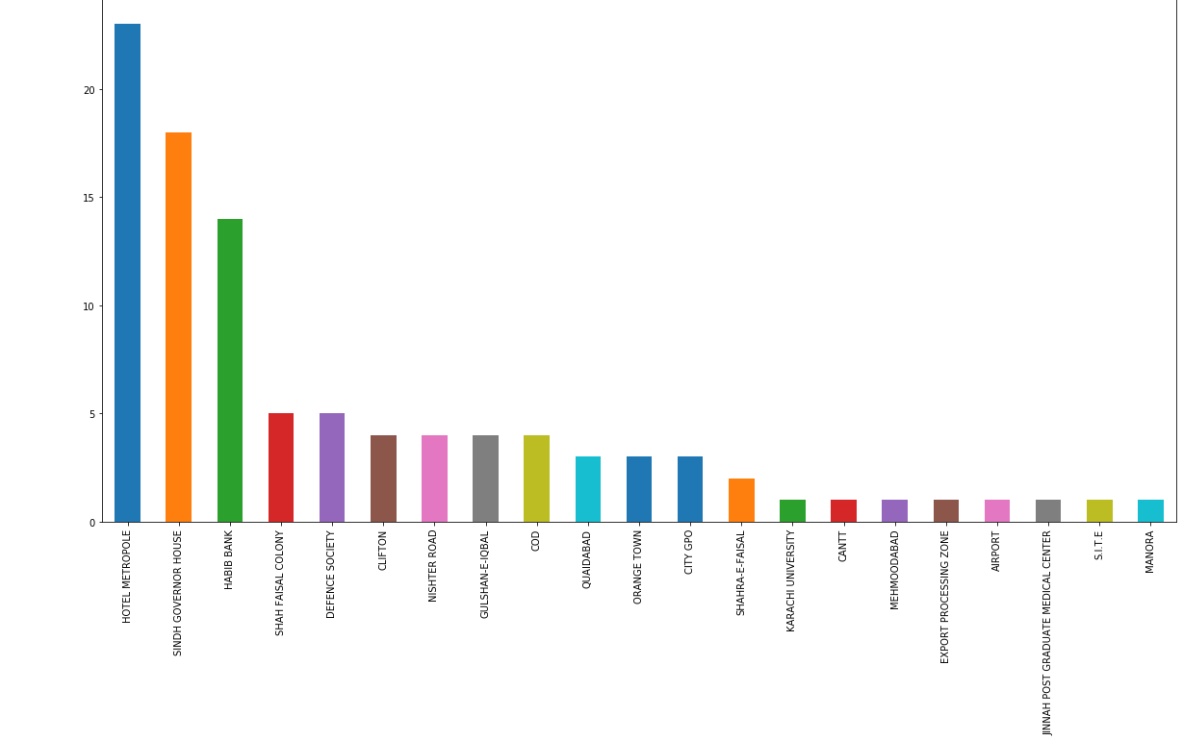 20
15
10
5
0
HOTEL METROPOLE
SINDH GOVERNOR HOUSE
HABIB BANK
SHAH FAISAL COLONY
DEFENCE SOCIETY
CLIFTON
NISHTER ROAD
GULSHAN-E-IQBAL
COD
QUAIDABAD
ORANGE TOWN
CITY GPO
SHAHRA-E-FAISAL
KARACHI UNIVERSITY
CANTT
MEHMOODABAD
EXPORT PROCESSING ZONE
AIRPORT
JINNAH POST GRADUATE MEDICAL CENTER
S.I.T.E
MANORA